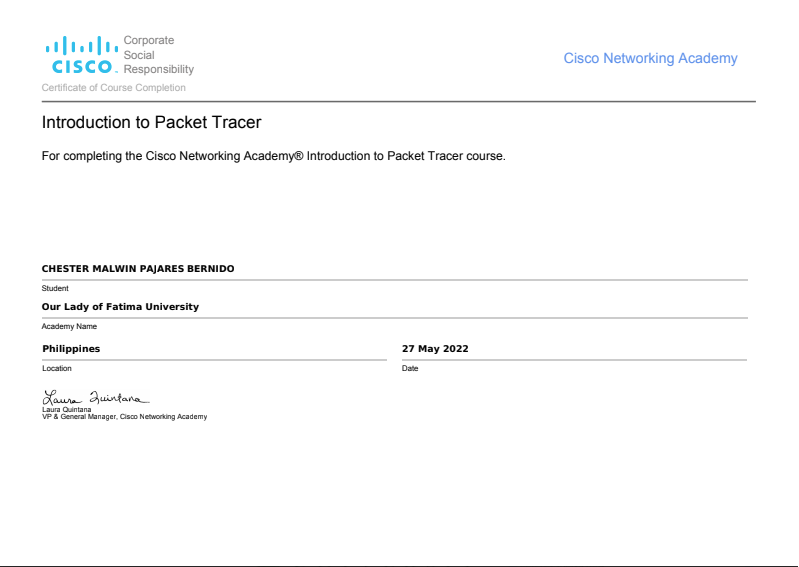 Corporate
Social
CISCO Responsibility
Cisco Networking Academy
Certificate of Course Completion
Introduction to Packet Tracer
For completing the Cisco Networking Academy® Introduction to Packet Tracer course.
CHESTER MALWIN PAJARES BERNIDO
Student
Our Lady of Fatima University
Academy Name
Philippines
27 May 2022
Location
Date
Laura Quintana
Laura Quintana
VP & General Manager, Cisco Networking Academy